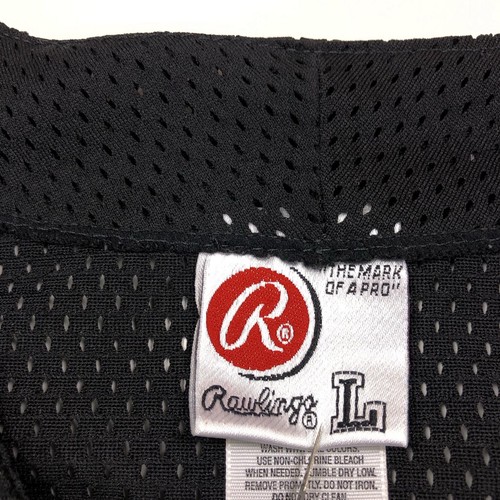 "THE MARK
OF A PRO"
R®
Rawlings®
L
WASH WITH LIKE COLORS.
USE NON-CHLORINE BLEACH
WHEN NEEDED. TUMBLE DRY LOW.
REMOVE PROMPTLY. DO NOT IRON.
DO NOT DRY CLEAN